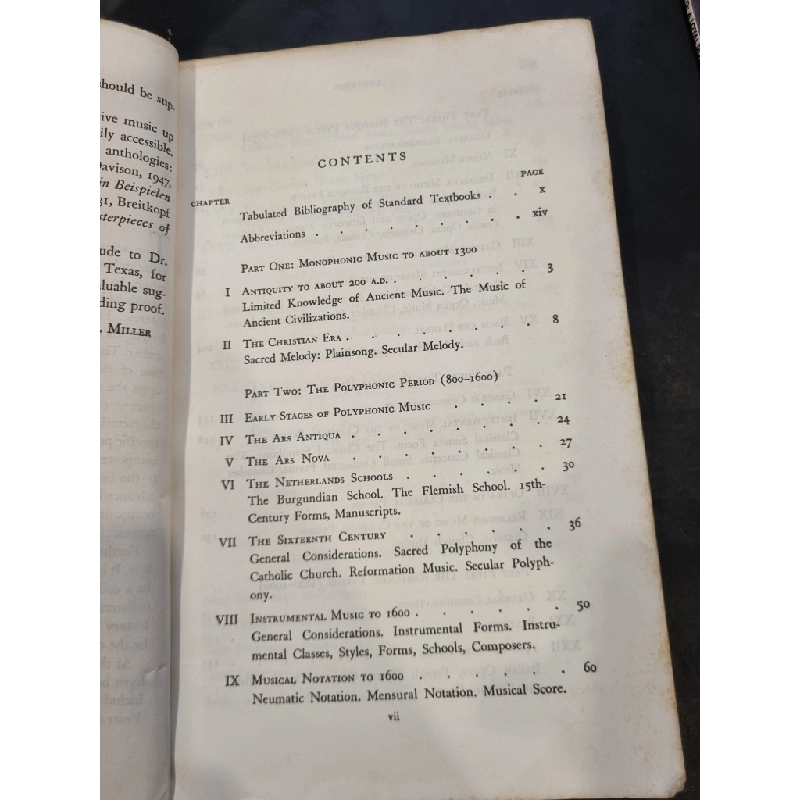 should be sup.
ive music up
ily accessible.
anthologies:
Davison, 1947,
in Beispielen
Breitkopf
sterpieces of
ude to Dr.
Texas, for
luable sug-
ding proof.
. MILLER
CONTENTS
CHAPTER PAGE
Tabulated Bibliography of Standard Textbooks . . x
Abbreviations . . . . . . . . . xiv
PART ONE: MONOPHONIC MUSIC TO ABOUT 1300
I ANTIQUITY TO ABOUT 200 A.D. . . . . . . 3
Limited Knowledge of Ancient Music. The Music of
Ancient Civilizations.
II THE CHRISTIAN ERA . . . . . . . . 8
Sacred Melody: Plainsong. Secular Melody.
PART TWO: THE POLYPHONIC PERIOD (800–1600)
III EARLY STAGES OF POLYPHONIC MUSIC . . . . . 21
IV THE ARS ANTIQUA . . . . . . . . 24
V THE ARS NOVA . . . . . . . . 27
VI THE NETHERLANDS SCHOOLS . . . . . . 30
The Burgundian School. The Flemish School. 15th-
Century Forms, Manuscripts.
VII THE SIXTEENTH CENTURY . . . . . . 36
General Considerations. Sacred Polyphony of the
Catholic Church. Reformation Music. Secular Polyph-
ony.
VIII INSTRUMENTAL MUSIC TO 1600 . . . . . . 50
General Considerations. Instrumental Forms. Instru-
mental Classes, Styles, Forms, Schools, Composers.
IX MUSICAL NOTATION TO 1600 . . . . . . 60
Neumatic Notation. Mensural Notation. Musical Score.
vii